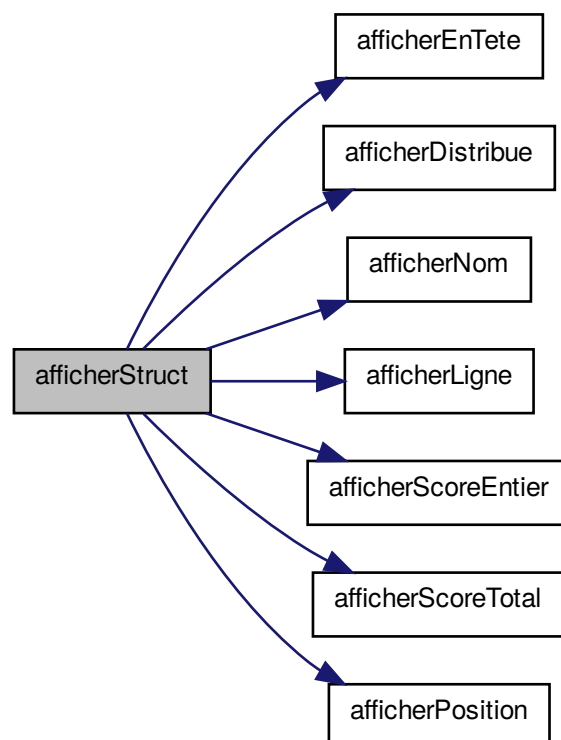 afficherEnTete
afficherDistribue
afficherNom
afficherStruct
afficherLigne
afficherScoreEntier
afficherScoreTotal
afficherPosition